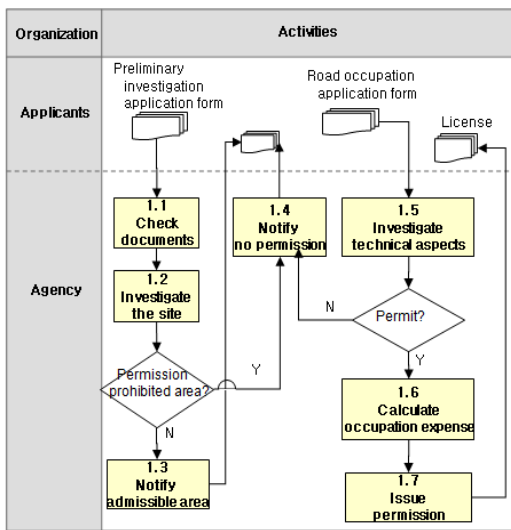 Organization
Activities
Applicants
Preliminary
investigation
application form
Road occupation
application form
License
Agency
1.1
Check
documents
1.2
Investigate
the site
Permission
prohibited area?
Y
N
1.3
Notify
admissible area
1.4
Notify
no permission
1.5
Investigate
technical aspects
N
Permit?
Y
1.6
Calculate
occupation expense
1.7
Issue
permission